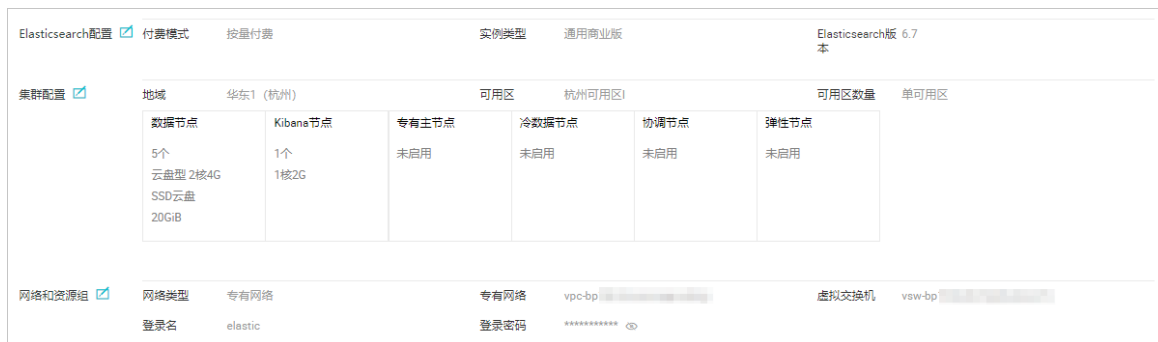 Elasticsearch配置 付费模式 按量付费 实例类型 通用商业版 Elasticsearch版本 6.7
集群配置 地域 华东1（杭州） 可用区 杭州可用区I 可用区数量 单可用区
数据节点 Kibana节点 专有主节点 冷数据节点 协调节点 弹性节点
5个 1个 未启用 未启用 未启用 未启用
云盘型 2核4G 1核2G
SSD云盘
20GiB
网络和资源组 网络类型 专有网络 专有网络 vpc-bp 虚拟交换机 vsw-bp
登录名 elastic 登录密码 ***********